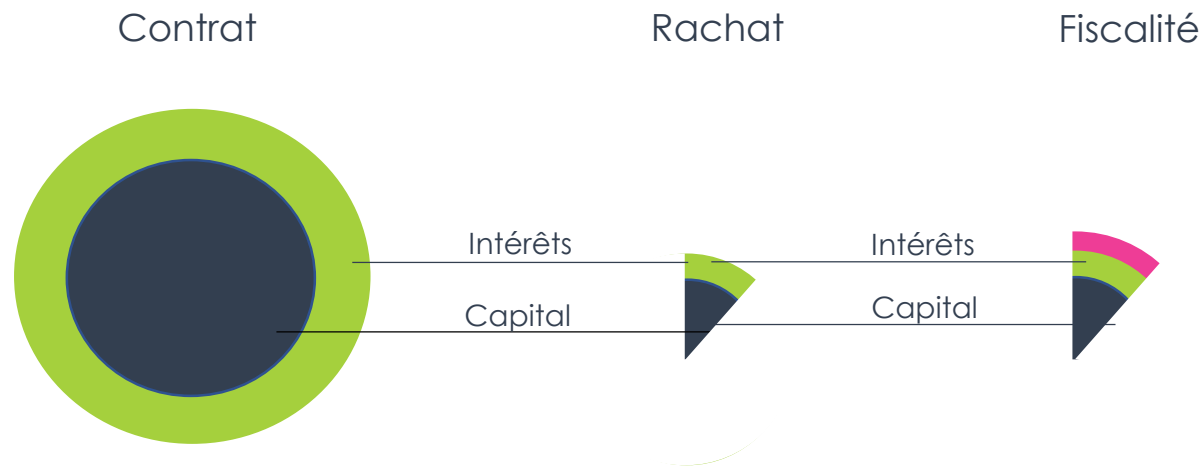 Contrat
Rachat
Fiscalité
Intérêts
Intérêts
Capital
Capital